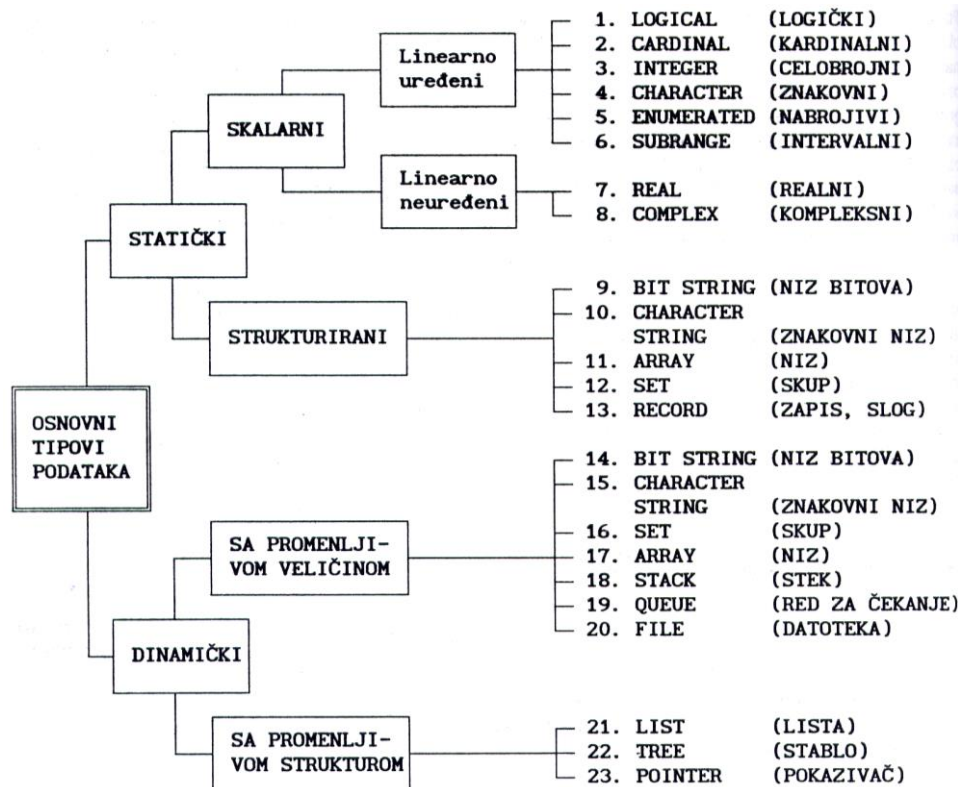 OSNOVNI
TIPOVI
PODATAKA
STATIČKI
SKALARNI
Linearno
uređeni
1. LOGICAL (LOGIČKI)
2. CARDINAL (KARDINALNI)
3. INTEGER (CELOBROJNI)
4. CHARACTER (ZNAKOVNI)
5. ENUMERATED (NABROJIVI)
6. SUBRANGE (INTERVALNI)
Linearno
neuređeni
7. REAL (REALNI)
8. COMPLEX (KOMPLEKSNI)
STRUKTURIRANI
9. BIT STRING (NIZ BITOVA)
10. CHARACTER
STRING (ZNAKOVNI NIZ)
11. ARRAY (NIZ)
12. SET (SKUP)
13. RECORD (ZAPIS, SLOG)
DINAMIČKI
SA PROMENLJI-
VOM VELIČINOM
14. BIT STRING (NIZ BITOVA)
15. CHARACTER
STRING (ZNAKOVNI NIZ)
16. SET (SKUP)
17. ARRAY (NIZ)
18. STACK (STEK)
19. QUEUE (RED ZA ČEKANJE)
20. FILE (DATOTEKA)
SA PROMENLJI-
VOM STRUKTUROM
21. LIST (LISTA)
22. TREE (STABLO)
23. POINTER (POKAZIVAČ)